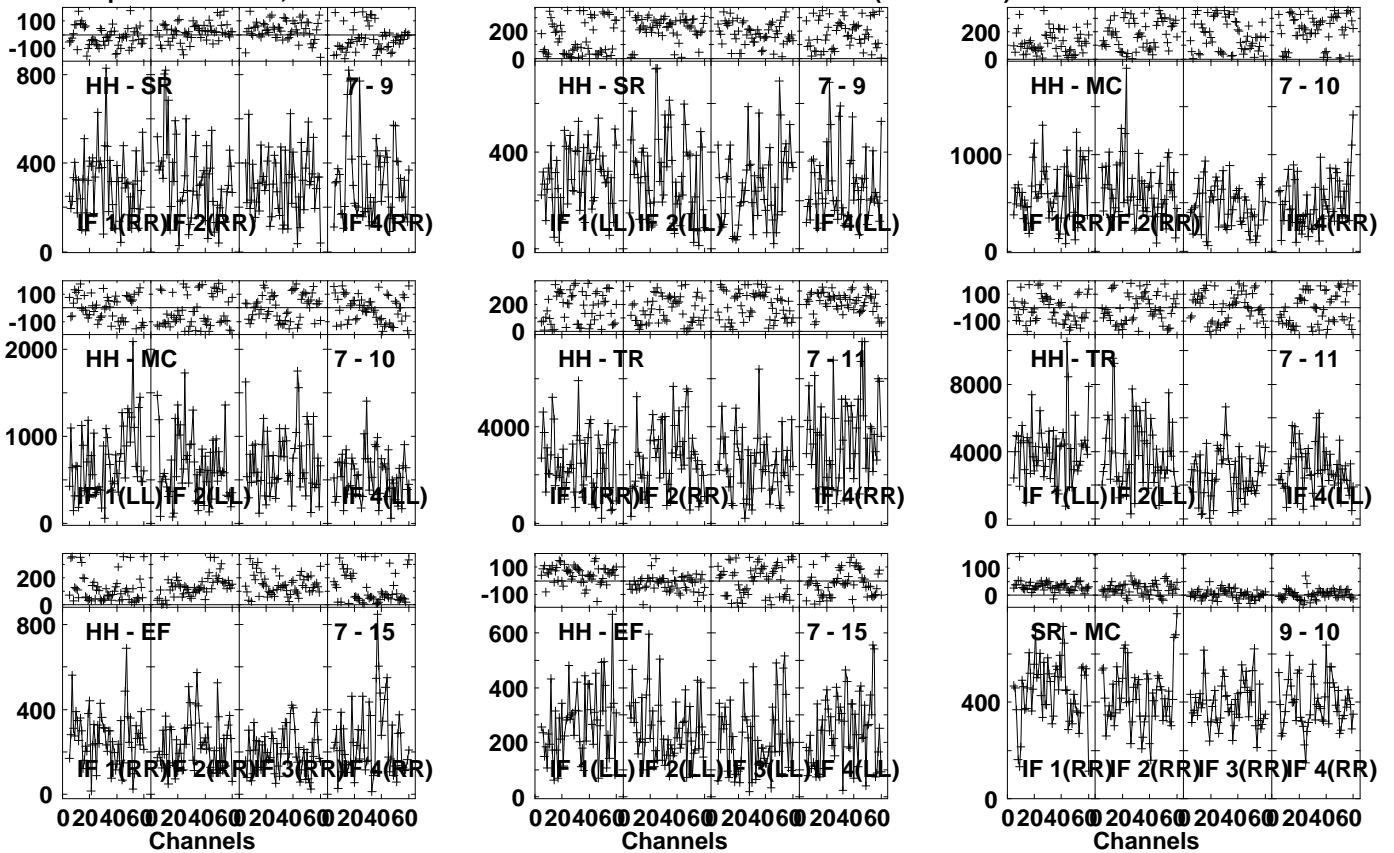 100
-100
800
400
0
HH - SR 7 - 9
IF 1(RR) IF 2(RR) IF 4(RR)
200
0
400
0
HH - SR 7 - 9
IF 1(LL) IF 2(LL) IF 4(LL)
200
0
1000
0
HH - MC 7 - 10
IF 1(RR) IF 2(RR) IF 4(RR)
100
-100
2000
1000
0
HH - MC 7 - 10
IF 1(LL) IF 2(LL) IF 4(LL)
200
0
4000
0
HH - TR 7 - 11
IF 1(RR) IF 2(RR) IF 4(RR)
100
-100
8000
4000
0
HH - TR 7 - 11
IF 1(LL) IF 2(LL) IF 4(LL)
200
0
800
400
0
HH - EF 7 - 15
IF 1(RR) IF 2(RR) IF 3(RR) IF 4(RR)
0 20 40 60 0 20 40 60 0 20 40 60 0 20 40 60
Channels
100
-100
600
400
200
0
HH - EF 7 - 15
IF 1(LL) IF 2(LL) IF 3(LL) IF 4(LL)
0 20 40 60 0 20 40 60 0 20 40 60 0 20 40 60
Channels
100
0
400
0
SR - MC 9 - 10
IF 1(RR) IF 2(RR) IF 3(RR) IF 4(RR)
0 20 40 60 0 20 40 60 0 20 40 60 0 20 40 60
Channels